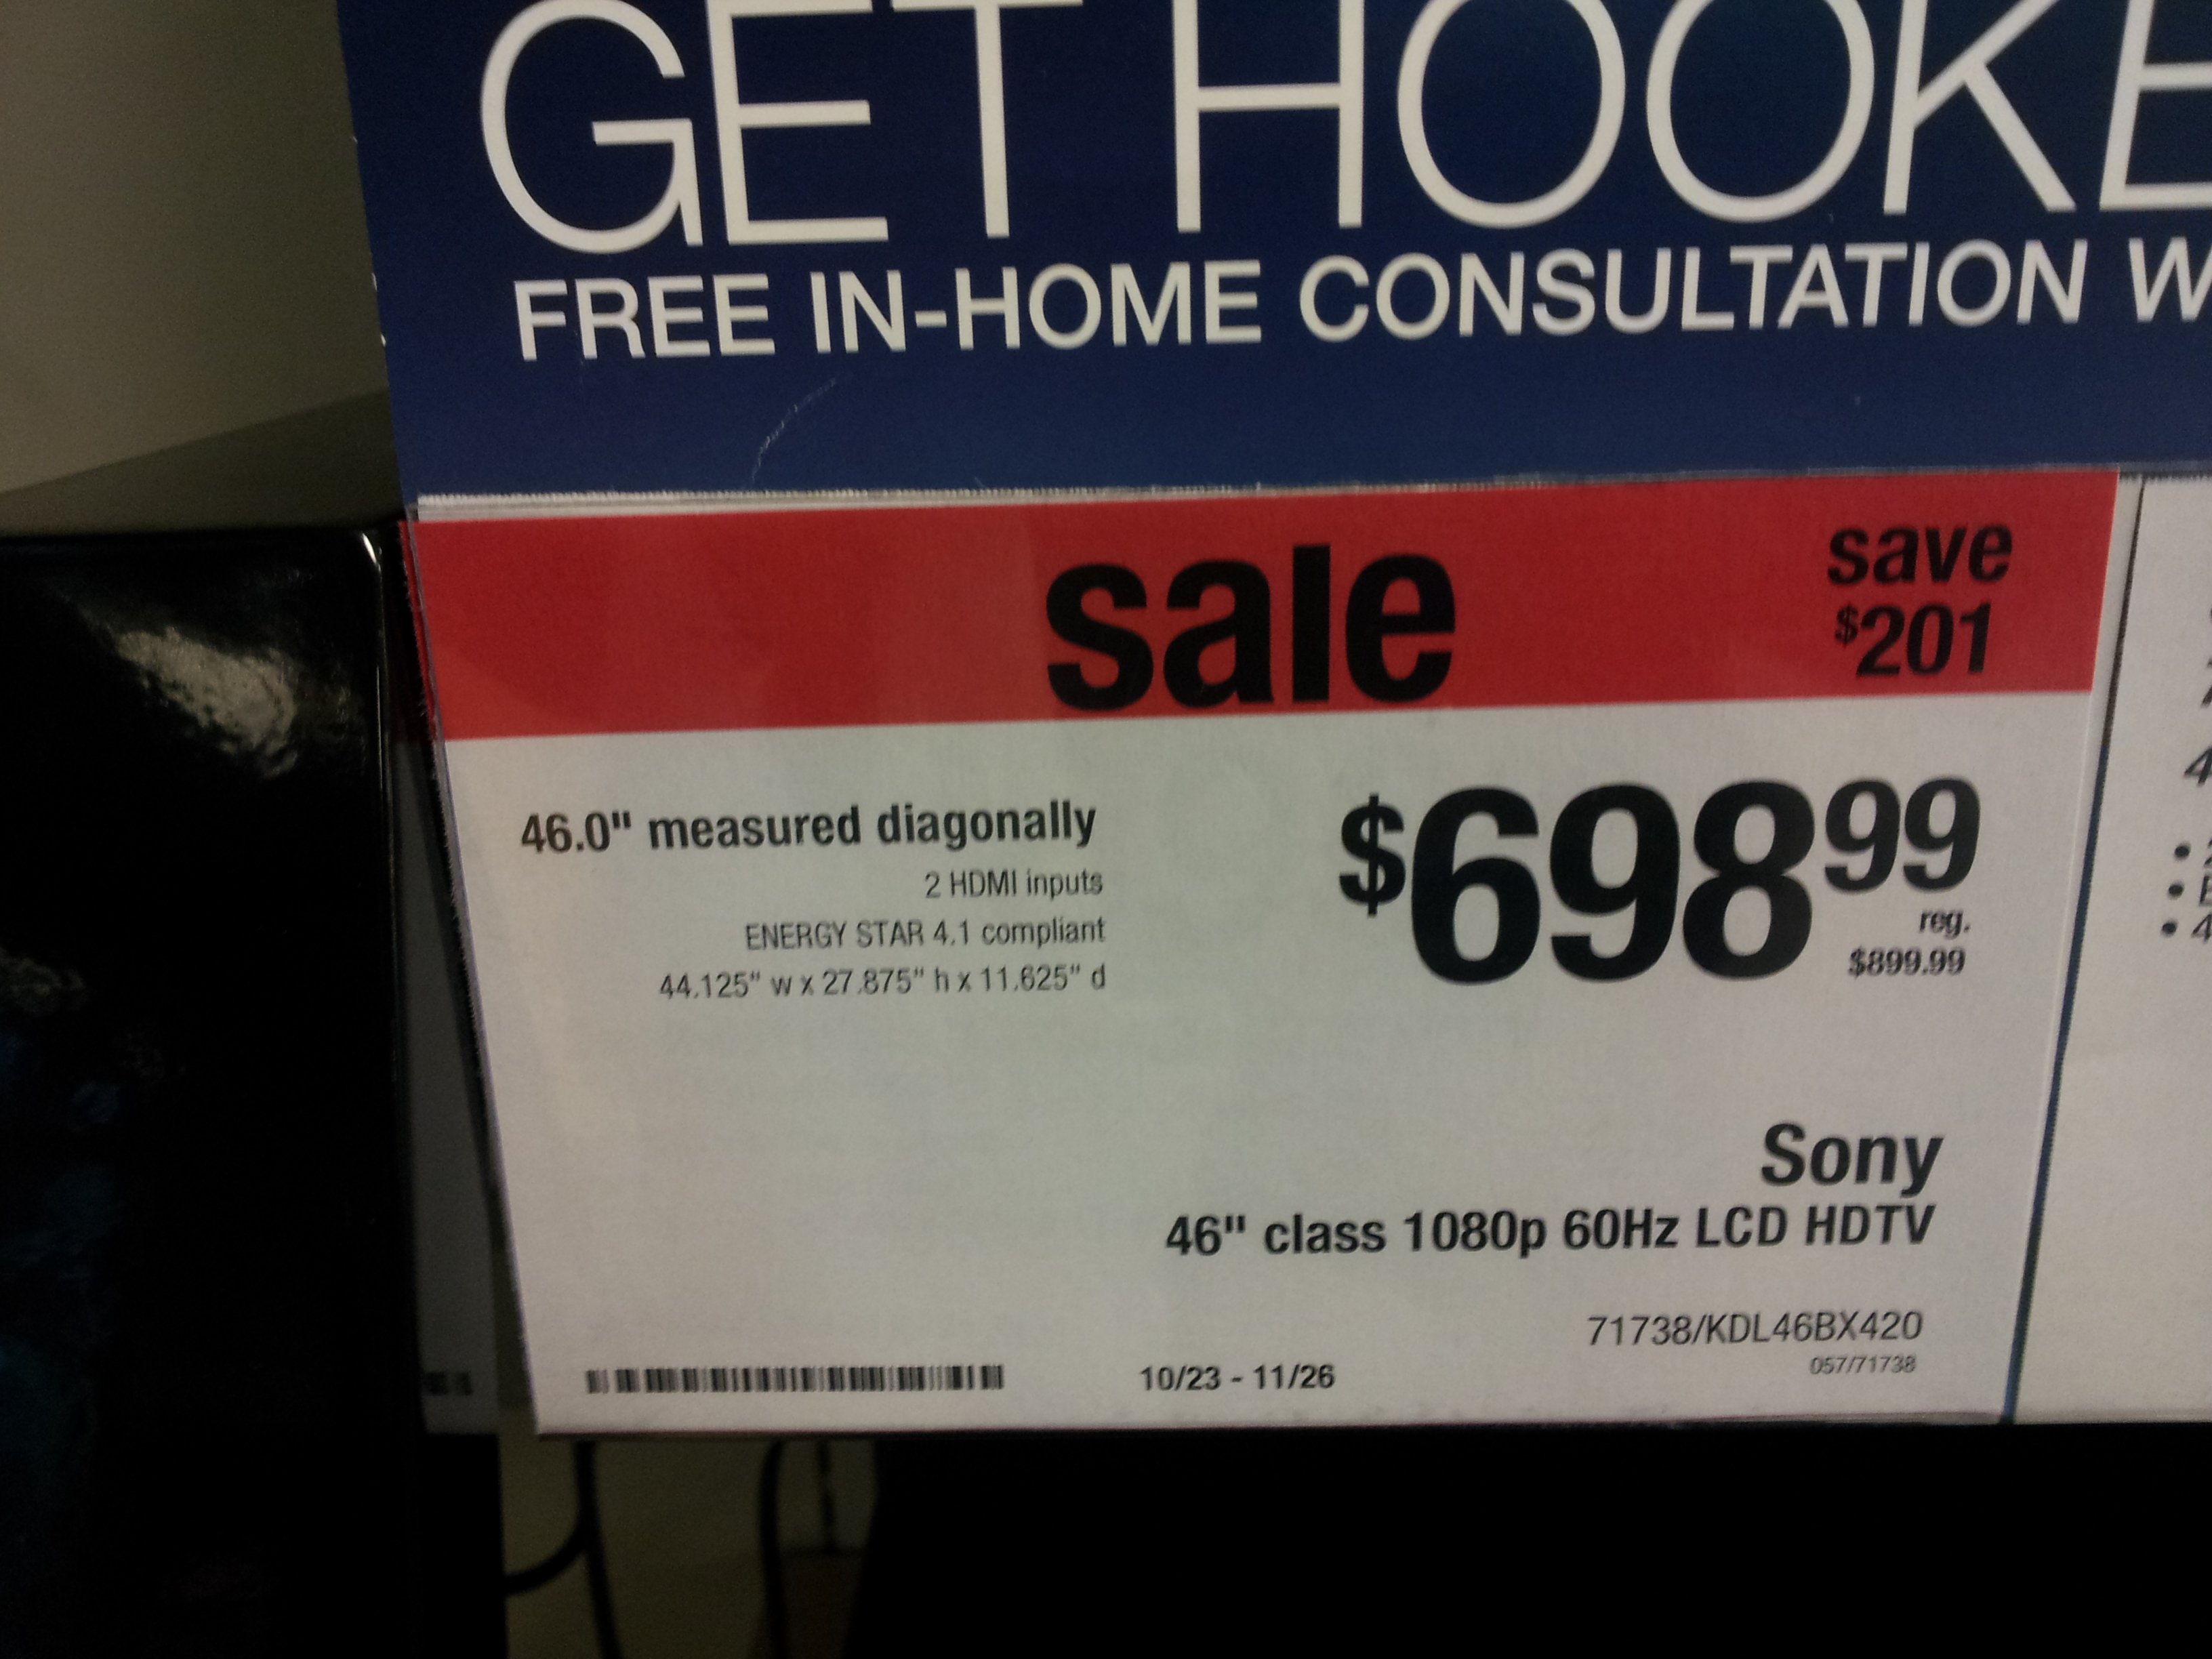 GET HOOKE
FREE IN-HOME CONSULTATION W
sale
save
$201
46.0" measured diagonally
2 HDMI inputs
ENERGY STAR 4.1 compliant
44.125" w x 27.875" h x 11.625" d
$698 99
reg.
$899.99
Sony
46" class 1080p 60Hz LCD HDTV
71738/KDL46BX420
057/71738
10/23 - 11/26